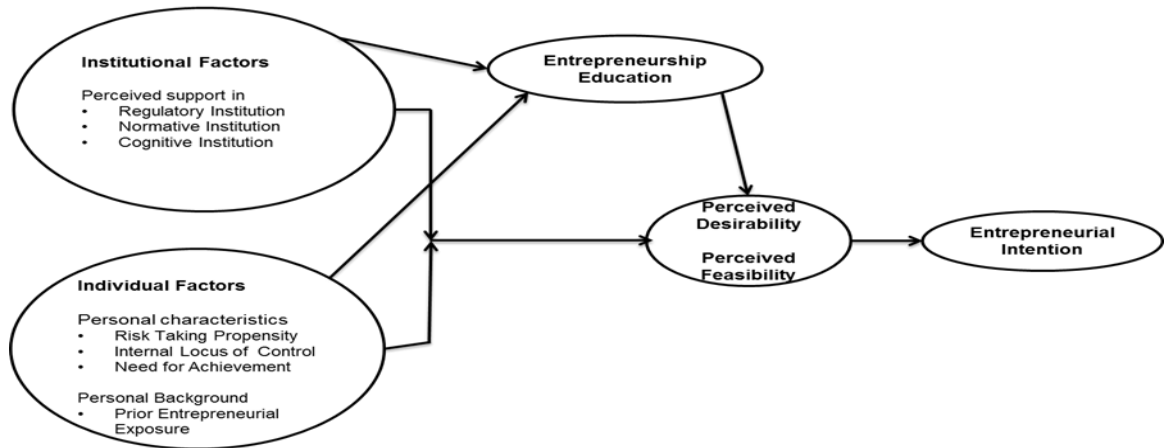 Institutional Factors
Perceived support in
• Regulatory Institution
• Normative Institution
• Cognitive Institution
Entrepreneurship
Education
Individual Factors
Personal characteristics
• Risk Taking Propensity
• Internal Locus of Control
• Need for Achievement
Personal Background
• Prior Entrepreneurial
Exposure
Perceived
Desirability
Perceived
Feasibility
Entrepreneurial
Intention